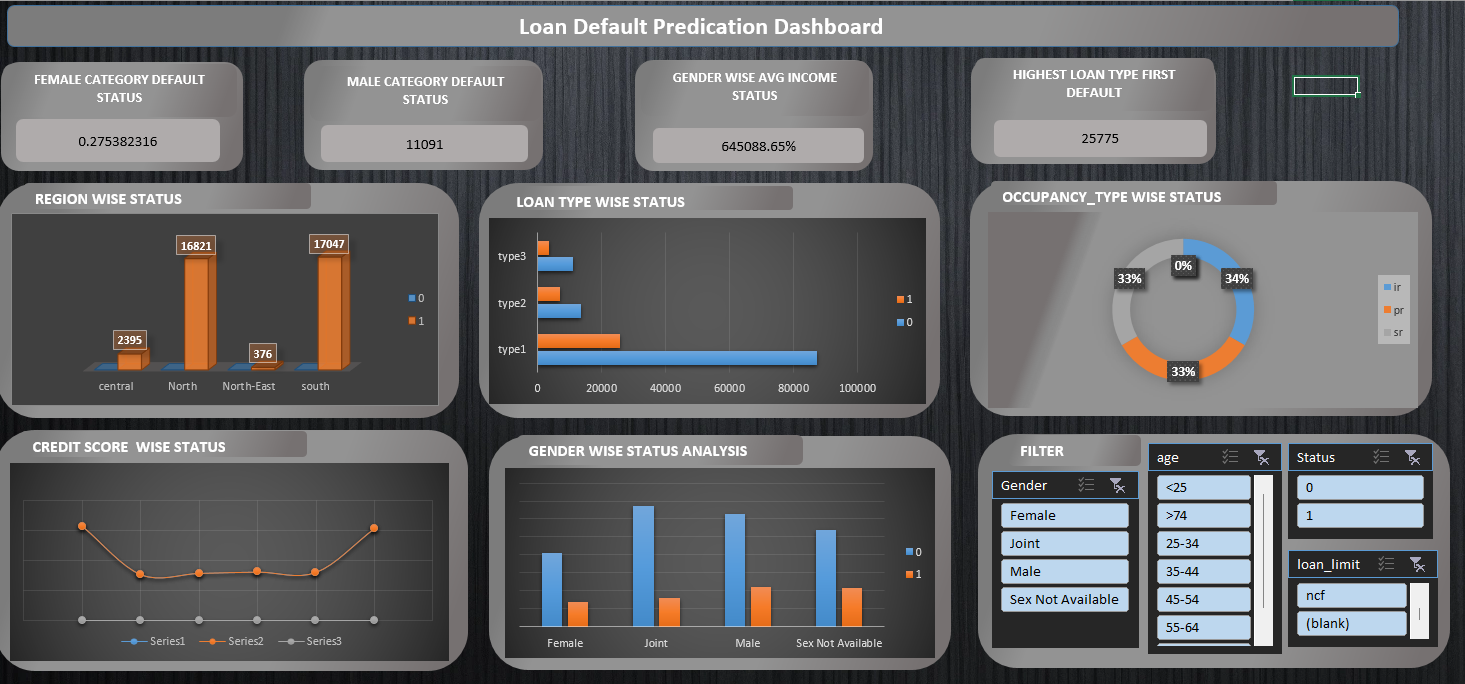 Loan Default Predication Dashboard
FEMALE CATEGORY DEFAULT
STATUS
0.275382316
MALE CATEGORY DEFAULT
STATUS
11091
GENDER WISE AVG INCOME
STATUS
645088.65%
HIGHEST LOAN TYPE FIRST
DEFAULT
25775
REGION WISE STATUS
2395
16821
376
17047
central
North
North-East
south
0
1
LOAN TYPE WISE STATUS
type3
type2
type1
0
20000
40000
60000
80000
100000
1
0
OCCUPANCY_TYPE WISE STATUS
33%
0%
34%
33%
ir
pr
sr
CREDIT SCORE  WISE STATUS
Series1
Series2
Series3
GENDER WISE STATUS ANALYSIS
Female
Joint
Male
Sex Not Available
0
1
FILTER
Gender
Female
Joint
Male
Sex Not Available
age
<25
>74
25-34
35-44
45-54
55-64
Status
0
1
loan_limit
ncf
(blank)